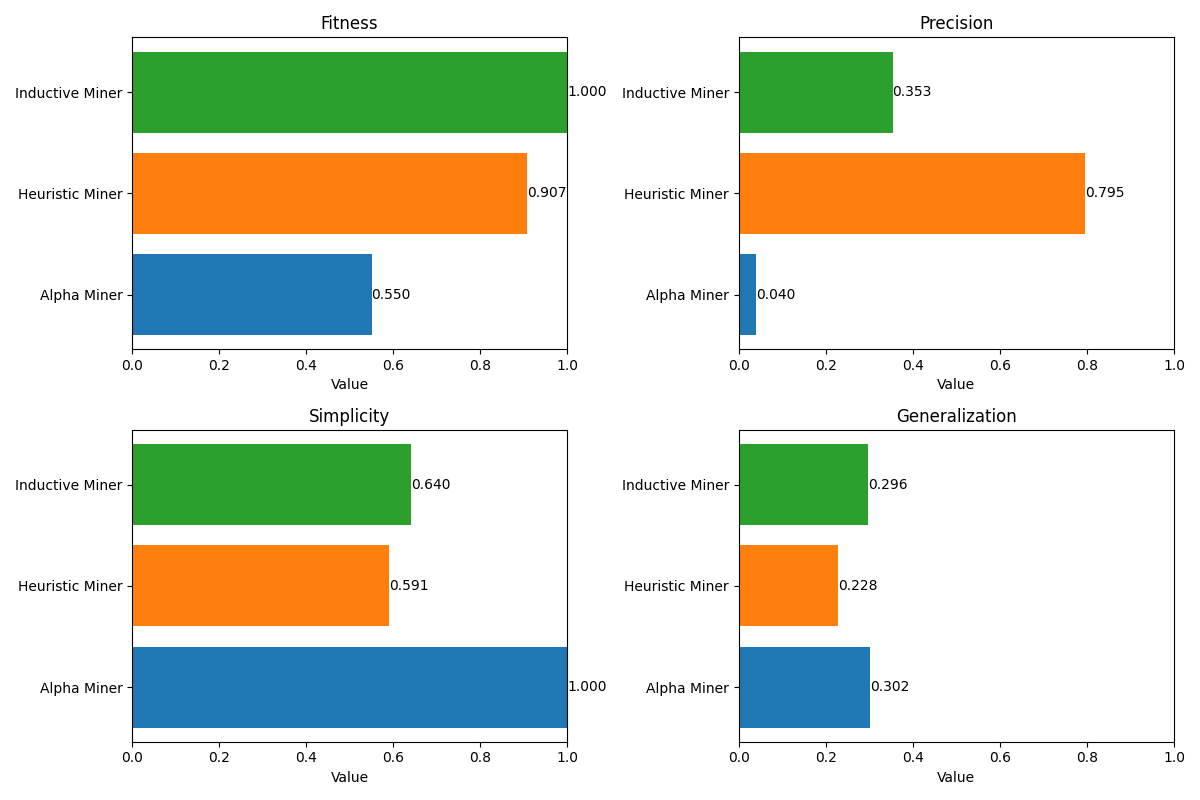 Fitness
Inductive Miner
1.000
Heuristic Miner
0.907
Alpha Miner
0.550
0.0 0.2 0.4 0.6 0.8 1.0
Value
Precision
Inductive Miner
0.353
Heuristic Miner
0.795
Alpha Miner
0.040
0.0 0.2 0.4 0.6 0.8 1.0
Value
Simplicity
Inductive Miner
0.640
Heuristic Miner
0.591
Alpha Miner
1.000
0.0 0.2 0.4 0.6 0.8 1.0
Value
Generalization
Inductive Miner
0.296
Heuristic Miner
0.228
Alpha Miner
0.302
0.0 0.2 0.4 0.6 0.8 1.0
Value